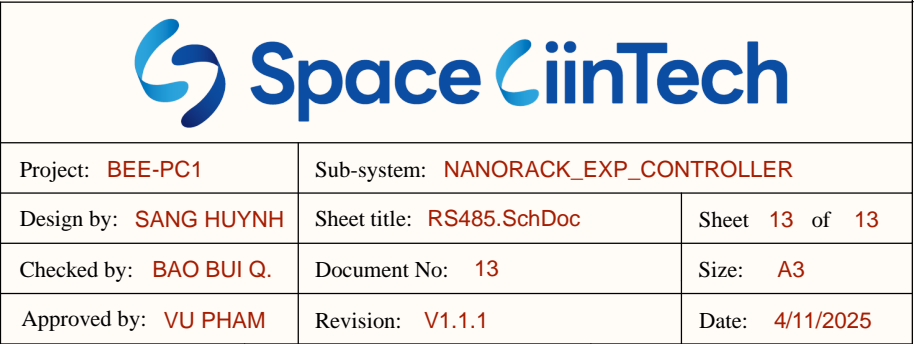 Space LiinTech
Project: BEE-PC1 Sub-system: NANORACK_EXP_CONTROLLER
Design by: SANG HUYNH Sheet title: RS485.SchDoc Sheet 13 of 13
Checked by: BAO BUI Q. Document No: 13 Size: A3
Approved by: VU PHAM Revision: V1.1.1 Date: 4/11/2025